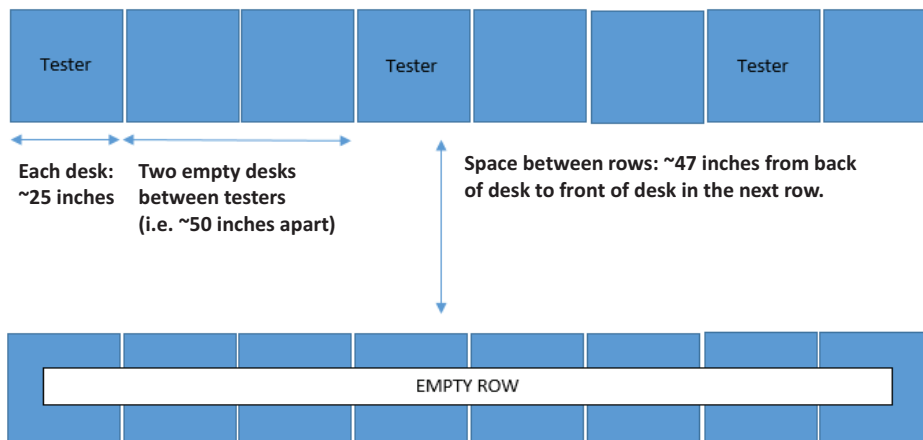 Tester
Tester
Tester
Each desk:
~25 inches
Two empty desks
between testers
(i.e. ~50 inches apart)
Space between rows: ~47 inches from back
of desk to front of desk in the next row.
EMPTY ROW